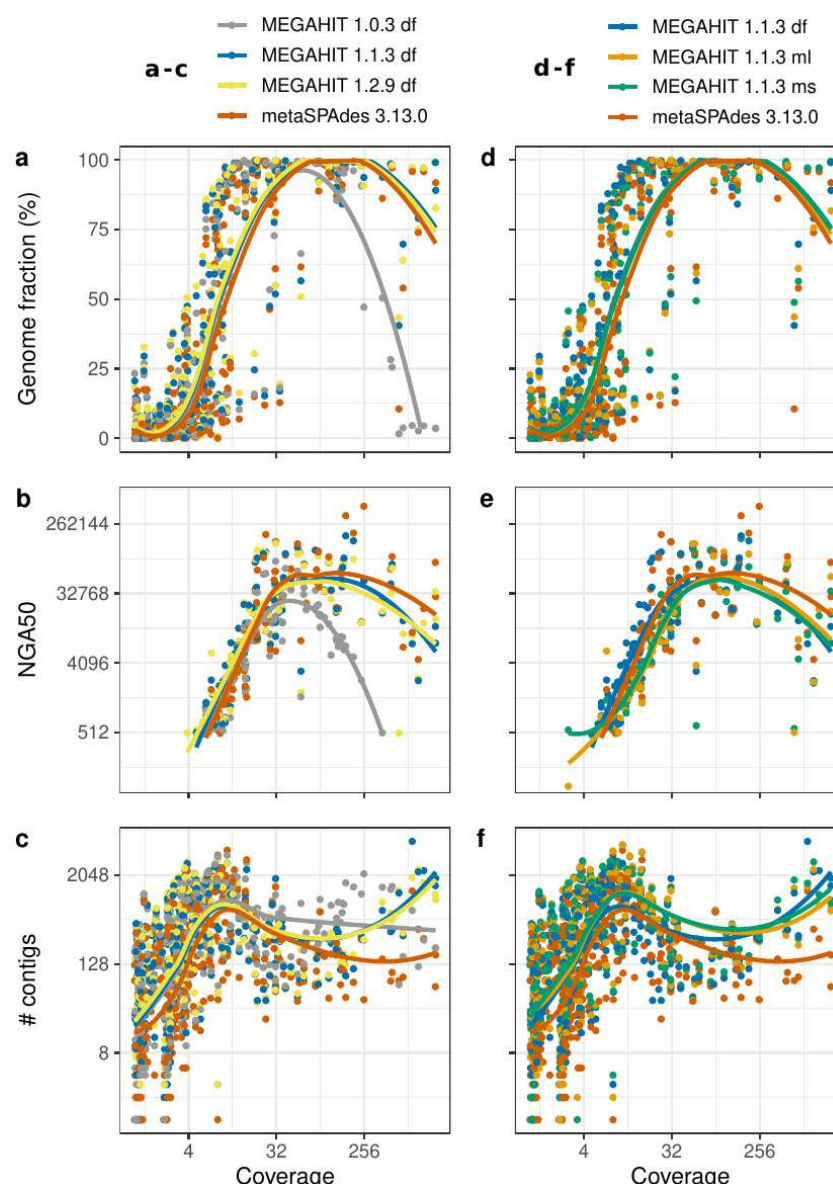 a-c
MEGAHIT 1.0.3 df
MEGAHIT 1.1.3 df
MEGAHIT 1.2.9 df
metaSPAdes 3.13.0
d-f
MEGAHIT 1.1.3 df
MEGAHIT 1.1.3 ml
MEGAHIT 1.1.3 ms
metaSPAdes 3.13.0
a
Genome fraction (%)
100
75
50
25
0
d
b
NGA50
262144
32768
4096
512
e
c
# contigs
2048
128
8
4
32
256
Coverage
f
4
32
256
Coverage